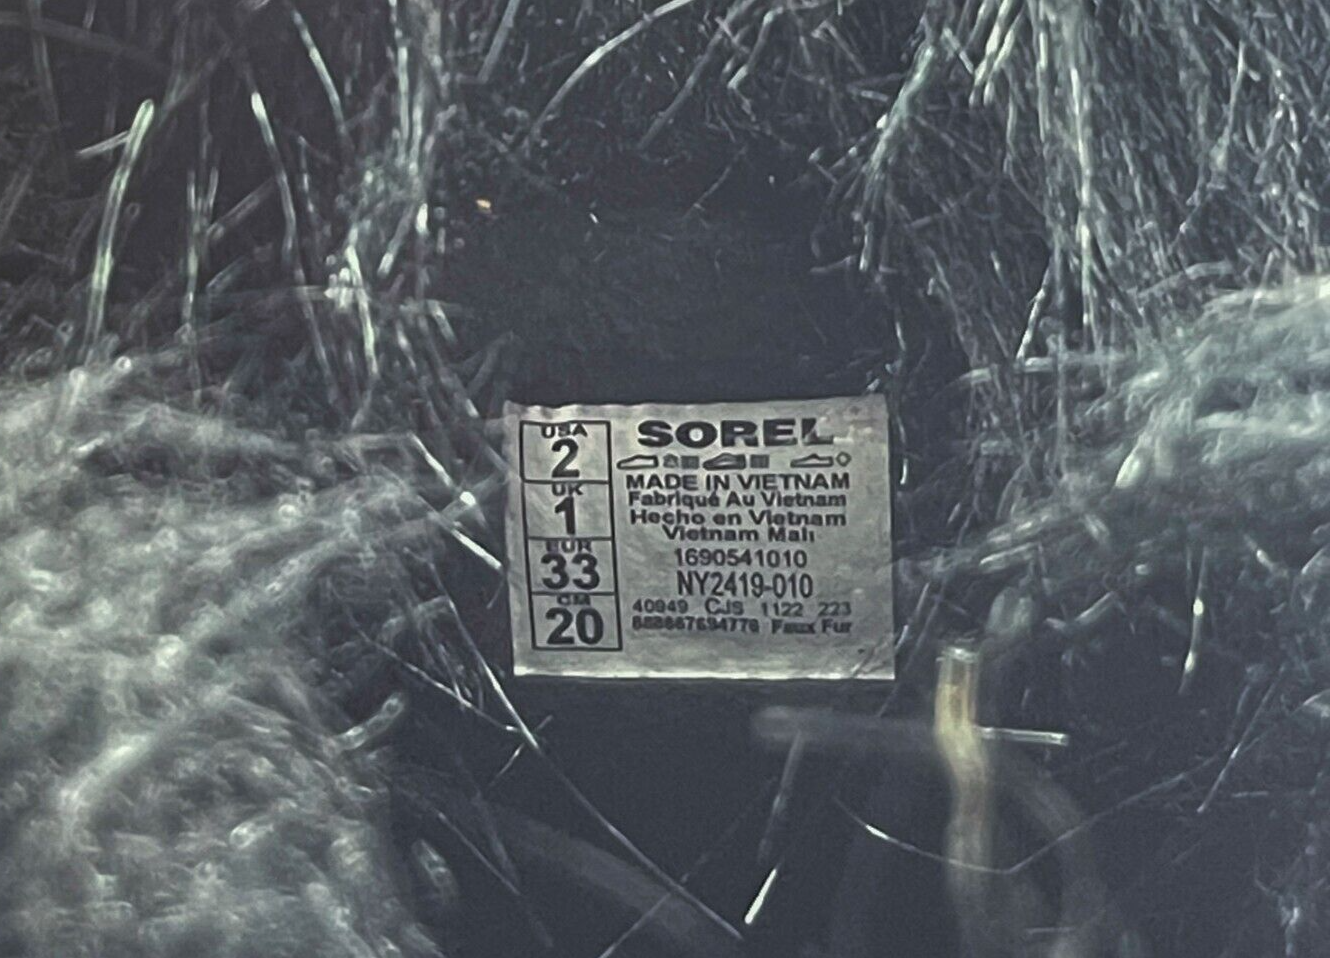 USA
2
UK
1
EUR
33
CM
20
SOREL
MADE IN VIETNAM
Fabriqué Au Vietnam
Hecho en Vietnam
Vietnam Malı
1690541010
NY2419-010
40949 CJS 1122 223
Faux Fur